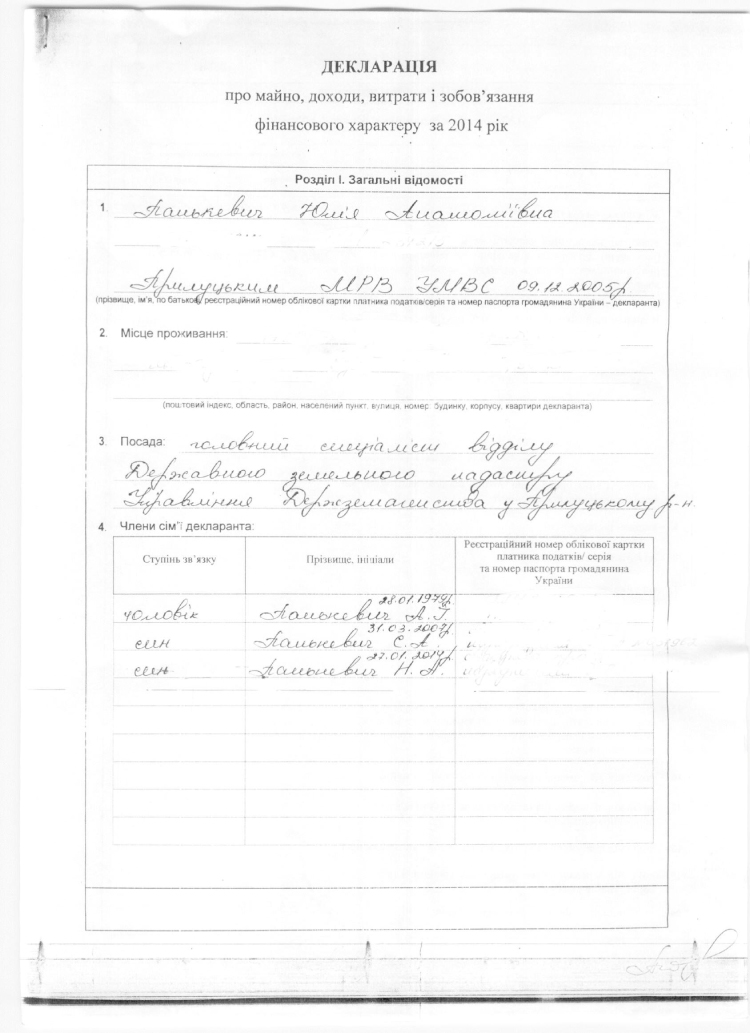 ДЕКЛАРАЦІЯ
про майно, доходи, витрати і зобов'язання
фінансового характеру за 2014 рік
Розділ І. Загальні відомості
1. Панькевич Юлія Анатоліївна
Прилуцьким МРВ УМВС 09.12.2005р.
(прізвище, ім'я, по батькові/ реєстраційний номер облікової картки платника податків/серія та номер паспорта громадянина України – декларанта)
2. Місце проживання:
(поштовий індекс, область, район, населений пункт, вулиця, номер: будинку, корпусу, квартири декларанта)
3. Посада: головний спеціаліст відділу
Державного земельного кадастру
Управління Держземагенства у Прилуцькому р-н.
4. Члени сім'ї декларанта:
Ступінь зв'язку
Прізвище, ініціали
Реєстраційний номер облікової картки
платника податків/ серія
та номер паспорта громадянина
України
28.01.1979р.
чоловік Панькевич А.Г.
31.03.2007р.
син Панькевич С.А.
27.01.2014р.
син Панькевич Н.А.